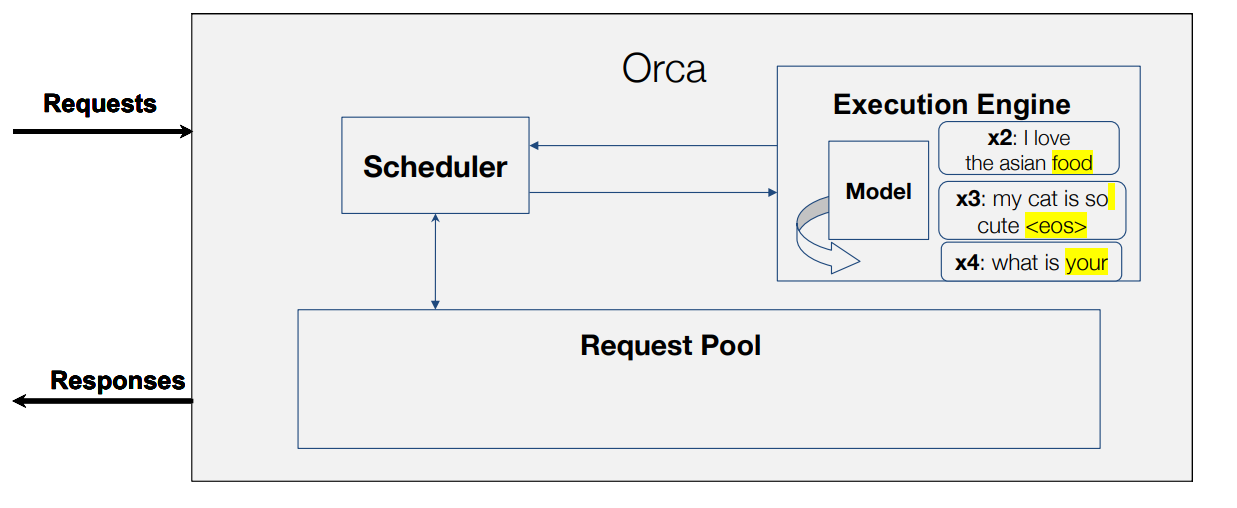 Orca
Requests
Execution Engine
Scheduler
Model
x2: I love
the asian food
x3: my cat is so
cute <eos>
x4: what is your
Request Pool
Responses